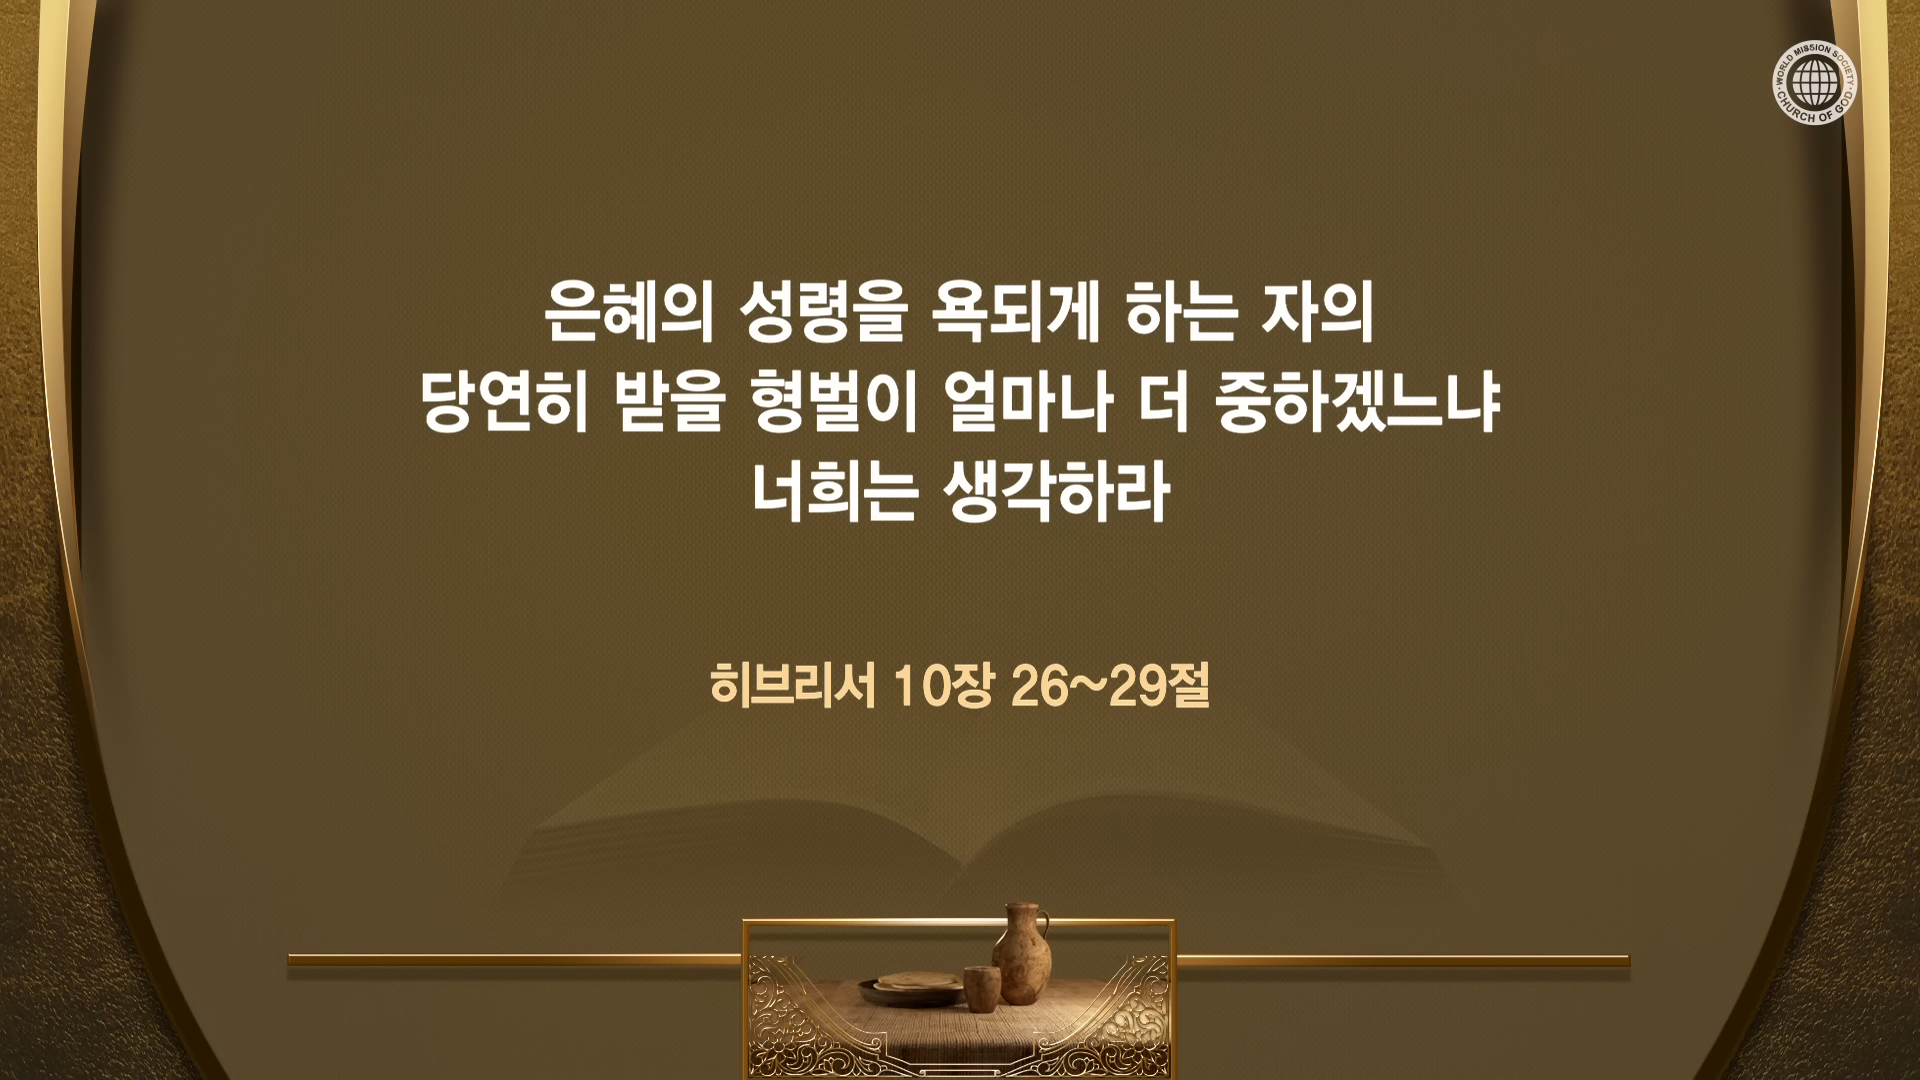 WORLD MISSION SOCIETY
CHURCH OF GOD
은혜의 성령을 욕되게 하는 자의
당연히 받을 형벌이 얼마나 더 중하겠느냐
너희는 생각하라
히브리서 10장 26~29절